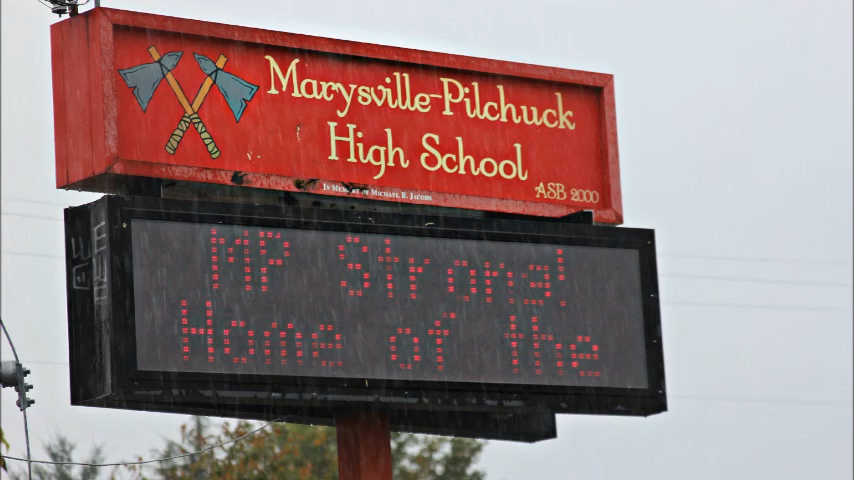 Marysville-Pilchuck
High School
ASB 2000
In Memory of Michael R. Jacobs
MP Strong!
Home of the